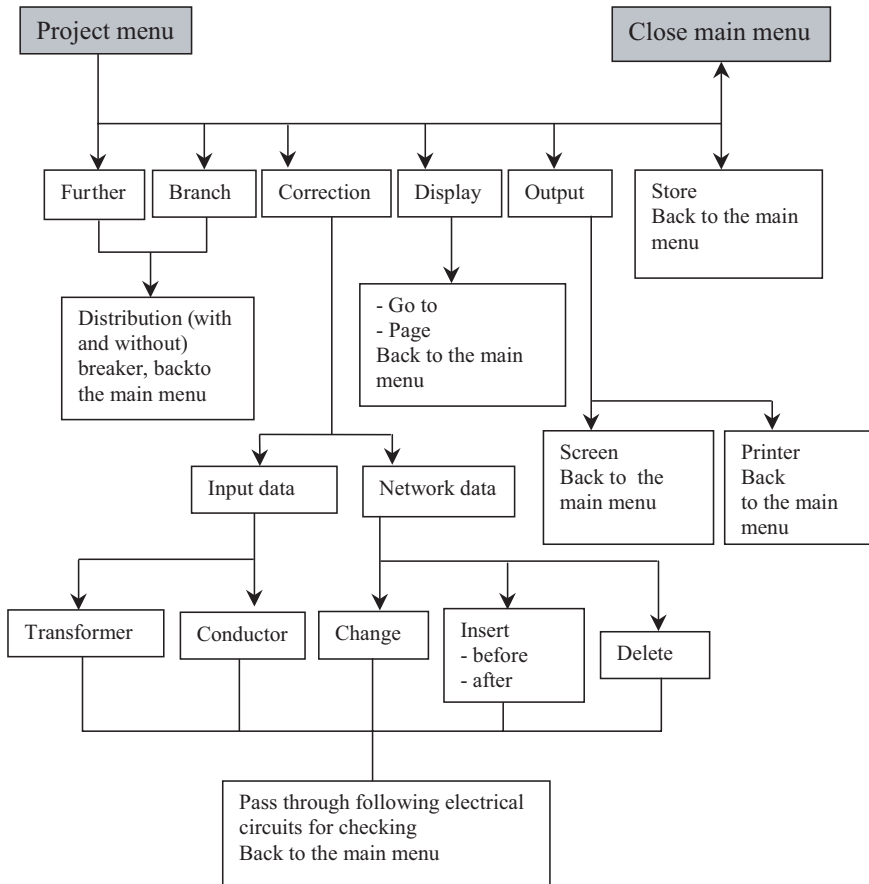 Project menu
Close main menu
Further
Branch
Correction
Display
Output
Store
Back to the main
menu
Distribution (with
and without)
breaker, backto
the main menu
- Go to
- Page
Back to the main
menu
Screen
Back to the
main menu
Printer
Back
to the main
menu
Input data
Network data
Transformer
Conductor
Change
Insert
- before
- after
Delete
Pass through following electrical
circuits for checking
Back to the main menu